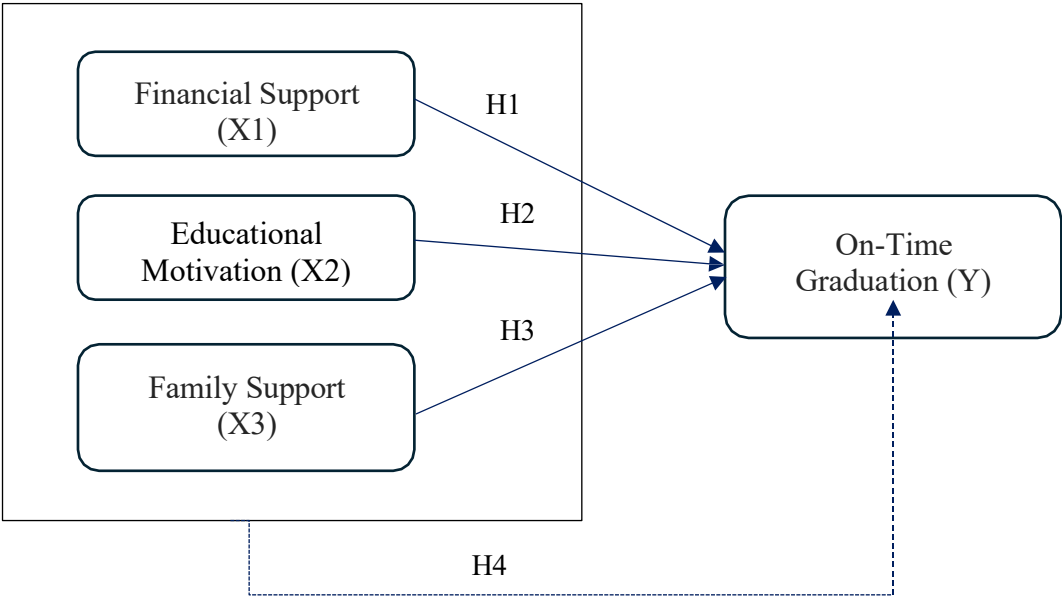 Financial Support
(X1)
H1
Educational
Motivation (X2)
H2
On-Time
Graduation (Y)
H3
Family Support
(X3)
H4